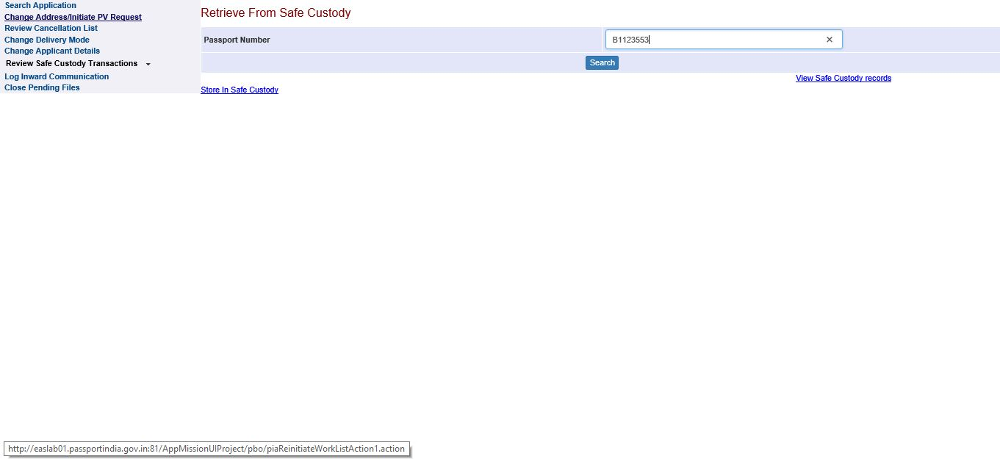 Search Application
Change Address/Initiate PV Request
Review Cancellation List
Change Delivery Mode
Change Applicant Details
Review Safe Custody Transactions
Log Inward Communication
Close Pending Files
Retrieve From Safe Custody
Passport Number B1123553
Search
View Safe Custody records
Store In Safe Custody
http://easlab01.passportindia.gov.in:81/AppMissionUIProject/pbo/piaReinitiateWorkListAction1.action